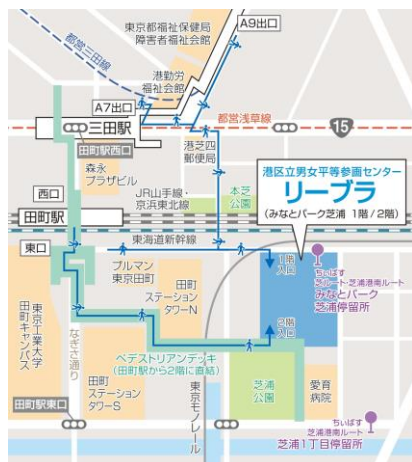 東京都福祉保健局
障害者福祉会館
A9出口
都営三田線
港勤労
福祉会館
A7出口
三田駅
都営浅草線
15
田町駅西口
港芝四
郵便局
森永
プラザビル
港区立男女平等参画センター
リーブラ
(みなとパーク芝浦 1階/2階)
西口
JR山手線・
京浜東北線
本芝
公園
田町駅
東海道新幹線
東口
1階
入口
ちぃばす
芝ルート・芝浦港南ルート
みなとパーク
芝浦停留所
プルマン
東京田町
田町
ステーション
タワーN
東京工業大学
田町キャンパス
なぎさ通り
2階
入口
ペデストリアンデッキ
(田町駅から2階に直結)
田町
ステーション
タワーS
芝浦
公園
愛育
病院
東京モノレール
田町駅東口
ちぃばす
芝浦港南ルート
芝浦1丁目停留所